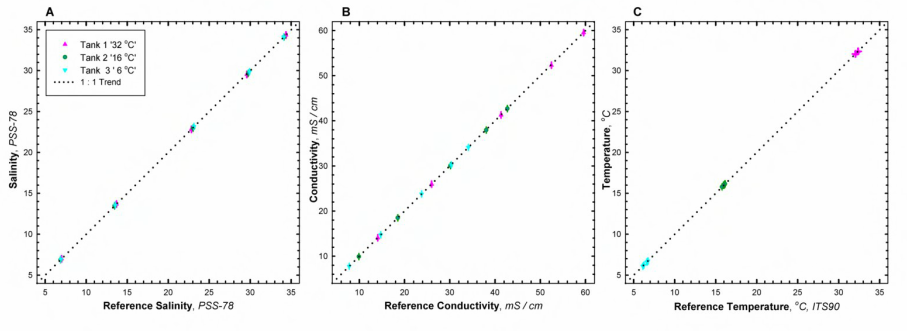 A
B
C
Salinity, PSS-78
35
30
25
20
15
10
5
Tank 1 '32 °C'
Tank 2 '16 °C'
Tank 3 ' 6 °C'
1 : 1 Trend
5 10 15 20 25 30 35
Reference Salinity, PSS-78
Conductivity, mS / cm
60
50
40
30
20
10
10 20 30 40 50 60
Reference Conductivity, mS / cm
Temperature, °C
35
30
25
20
15
10
5
5 10 15 20 25 30 35
Reference Temperature, °C, ITS90